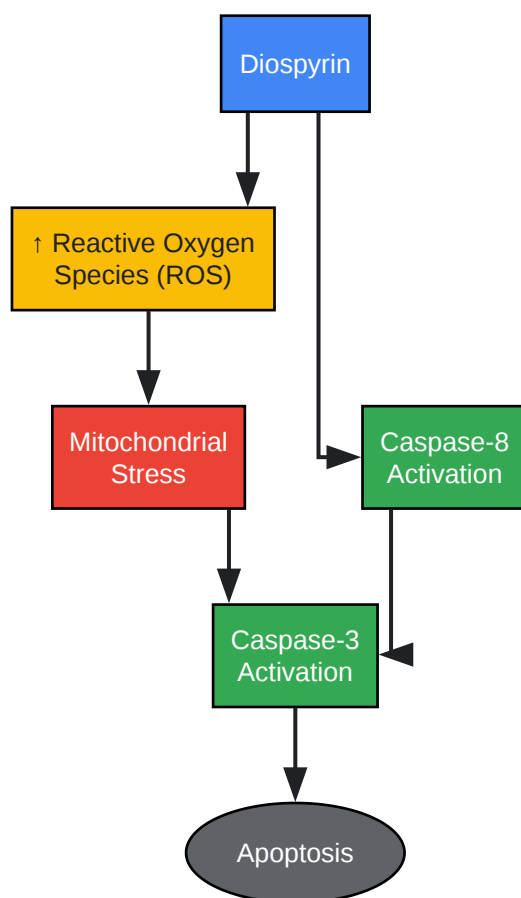 Diospyrin
↑ Reactive Oxygen
Species (ROS)
Mitochondrial
Stress
Caspase-8
Activation
Caspase-3
Activation
Apoptosis